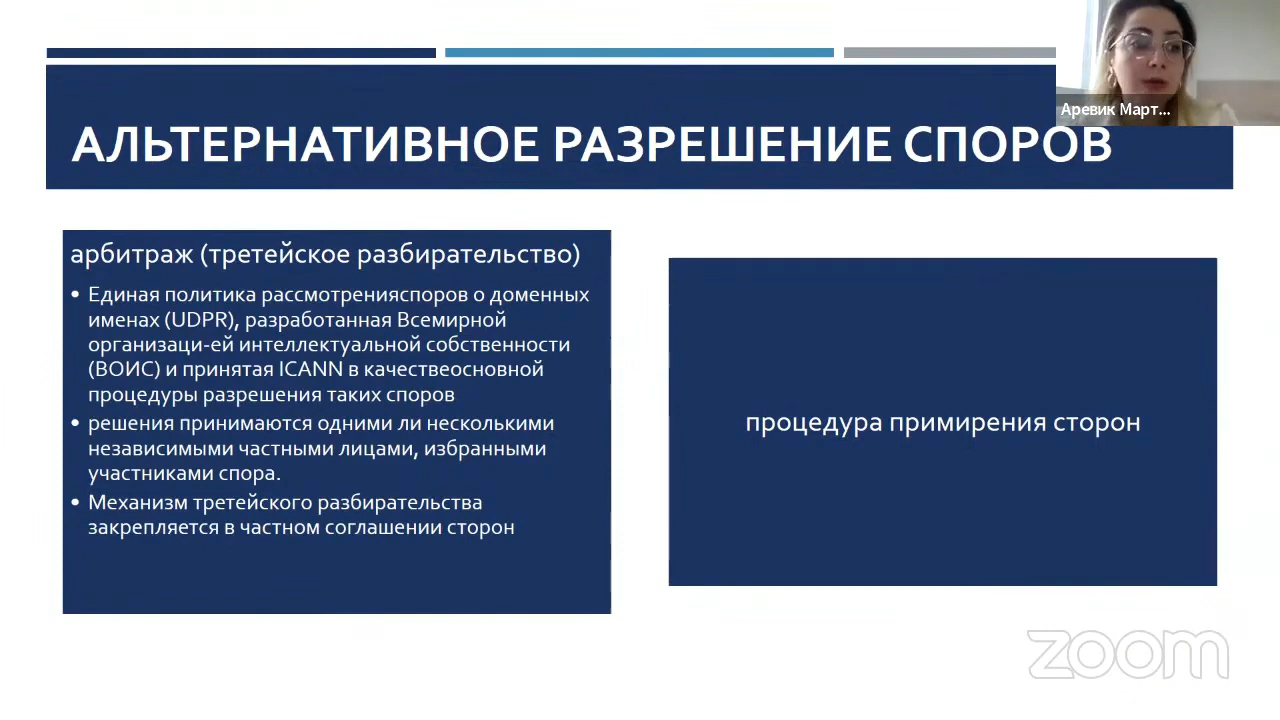 Аревик Март...
АЛЬТЕРНАТИВНОЕ РАЗРЕШЕНИЕ СПОРОВ
арбитраж (третейское разбирательство)
• Единая политика рассмотренияспоров о доменных
именах (UDPR), разработанная Всемирной
организаци-ей интеллектуальной собственности
(ВОИС) и принятая ICANN в качествеосновной
процедуры разрешения таких споров
• решения принимаются одними ли несколькими
независимыми частными лицами, избранными
участниками спора.
• Механизм третейского разбирательства
закрепляется в частном соглашении сторон
процедура примирения сторон
zoom